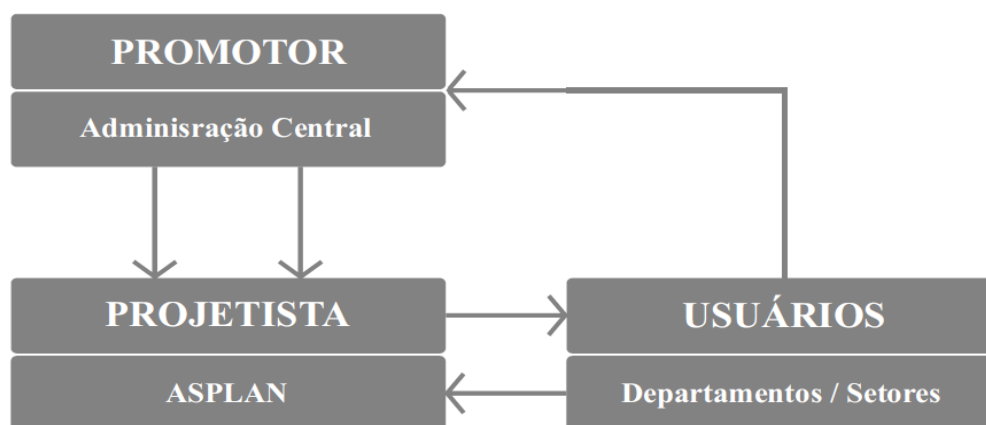 PROMOTOR
Adminisração Central
PROJETISTA
ASPLAN
USUÁRIOS
Departamentos / Setores